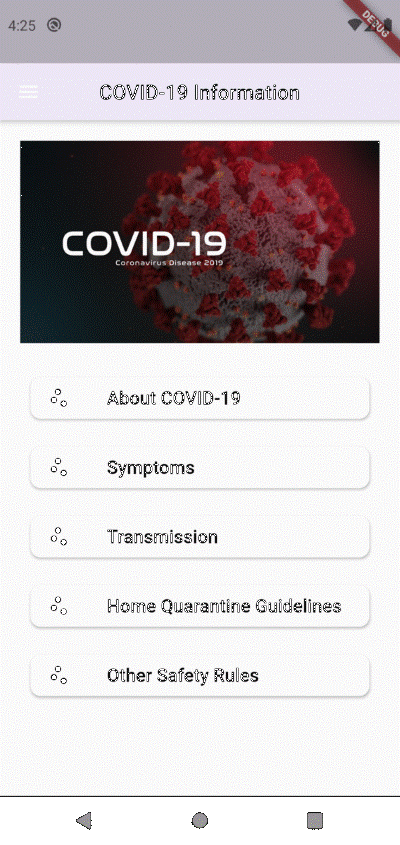 4:25
DEBUG
COVID-19 Information
COVID-19
Coronavirus Disease 2019
About COVID-19
Symptoms
Transmission
Home Quarantine Guidelines
Other Safety Rules